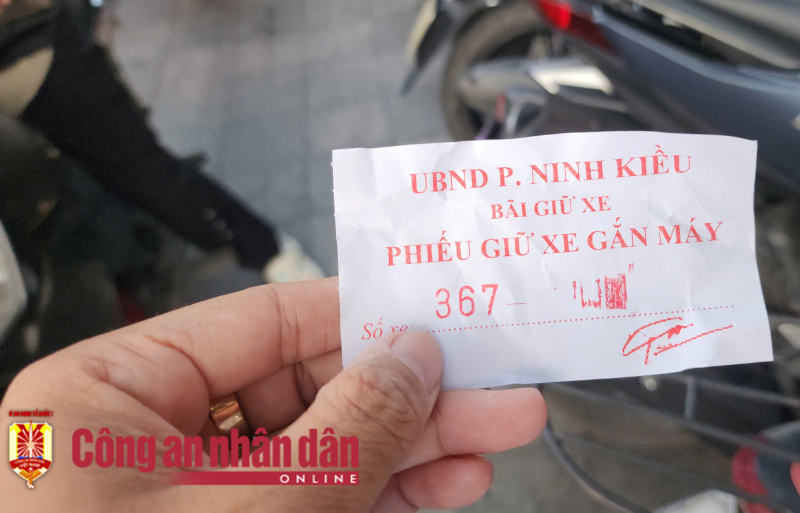 UBND P. NINH KIỀU
BÃI GIỮ XE
PHIẾU GIỮ XE GẮN MÁY
367-
Số xe:
Công an nhân dân
ONLINE